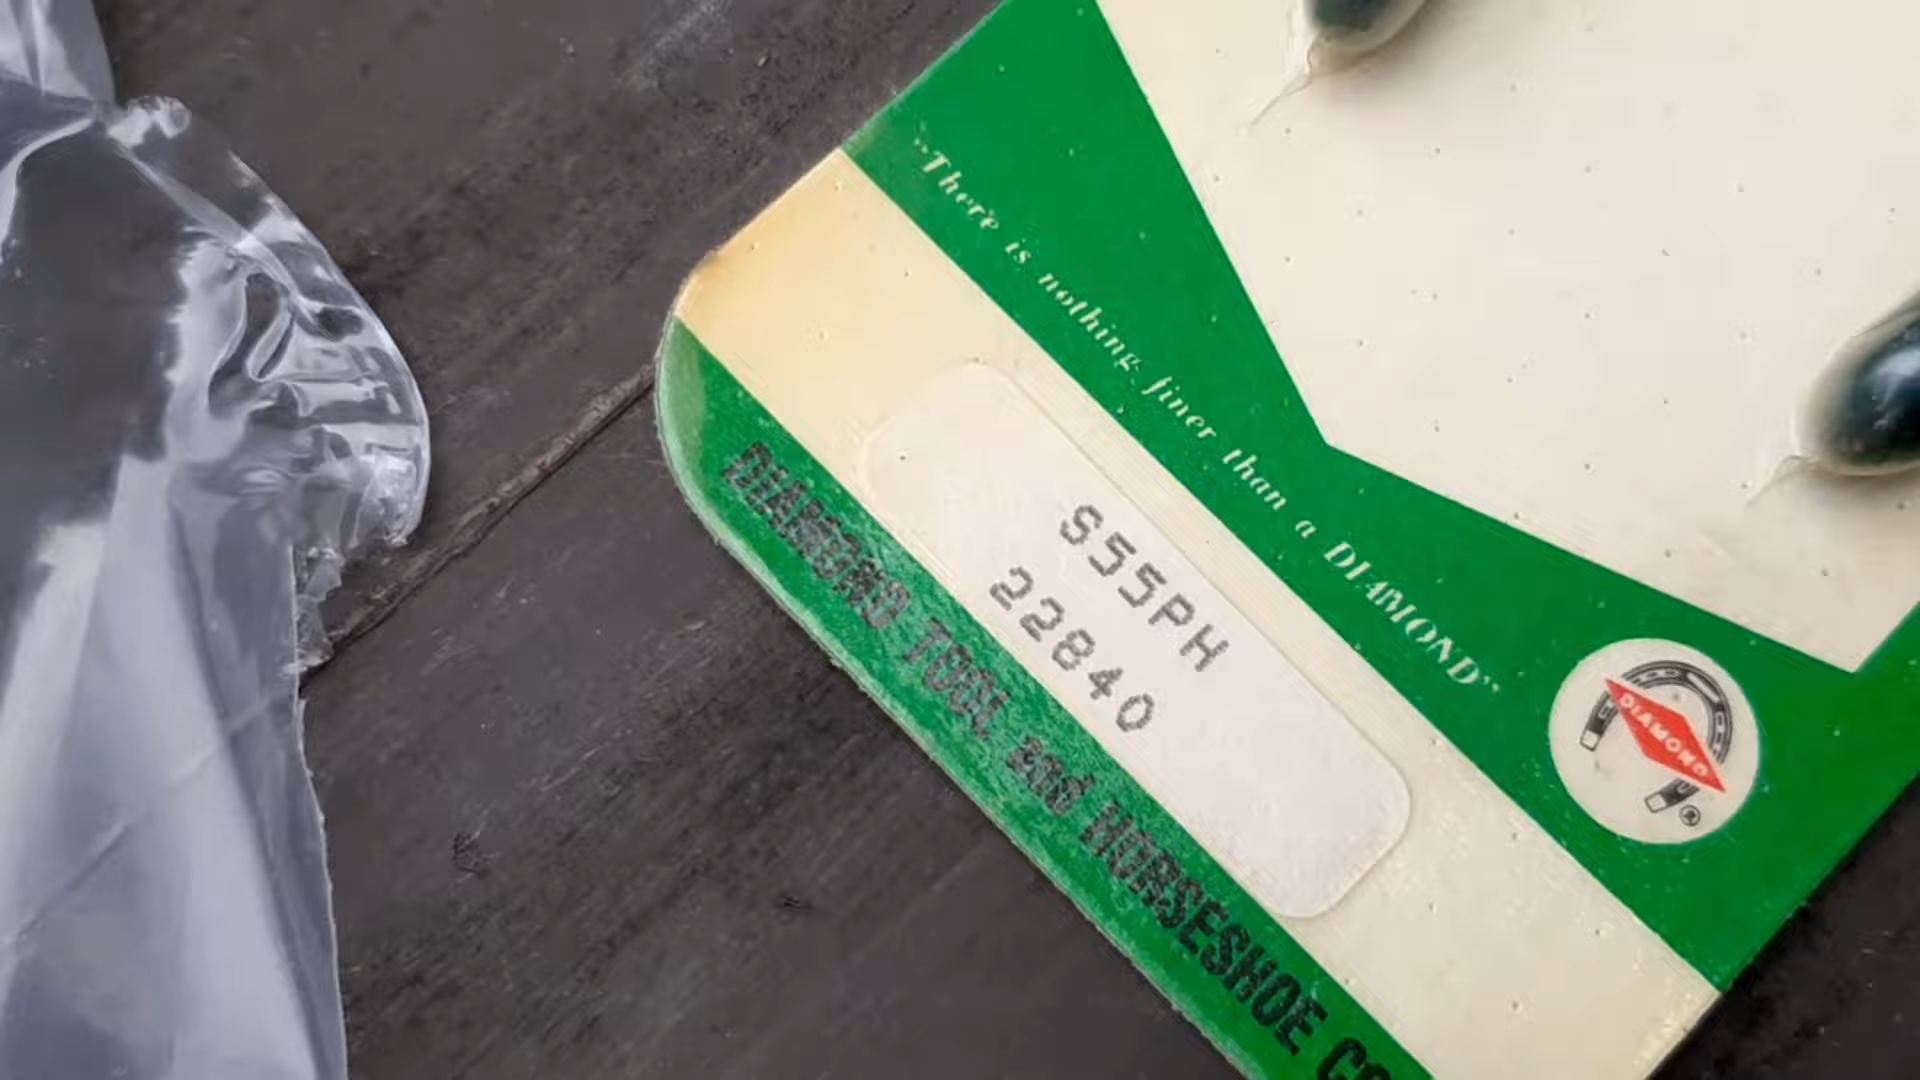 "There is nothing finer than a DIAMOND"
DIAMOND
®
S55PH
22840
DIAMOND TOOL and HORSESHOE CO